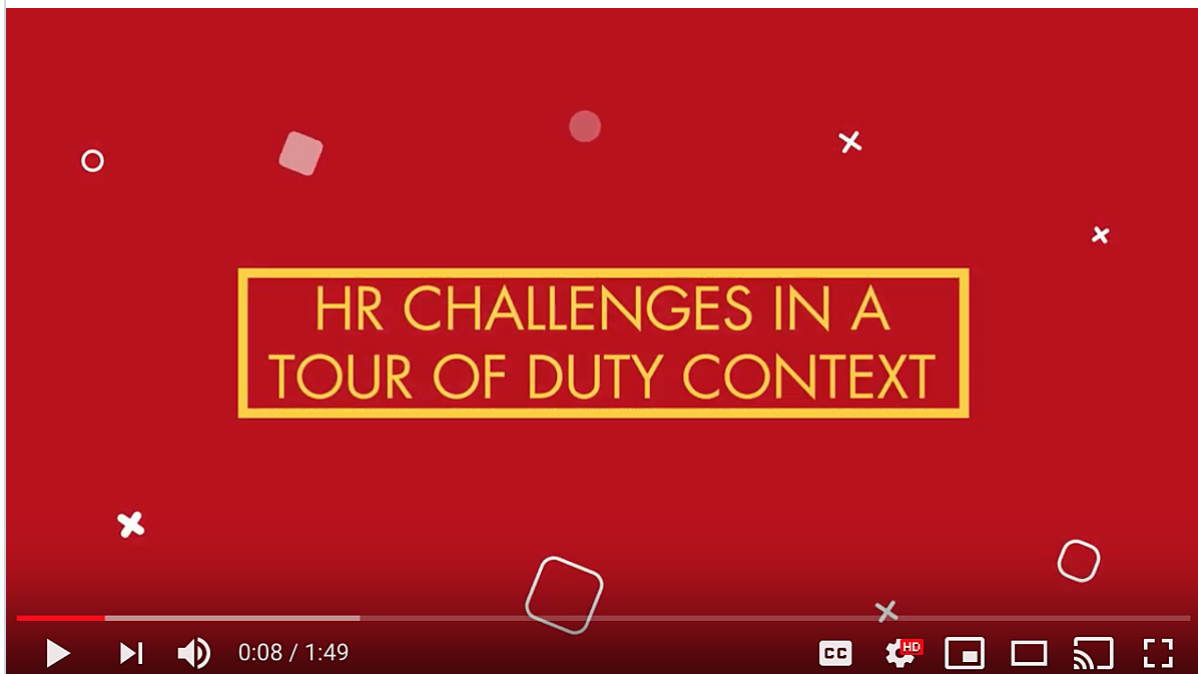 HR CHALLENGES IN A
TOUR OF DUTY CONTEXT
0:08 / 1:49
CC
HD